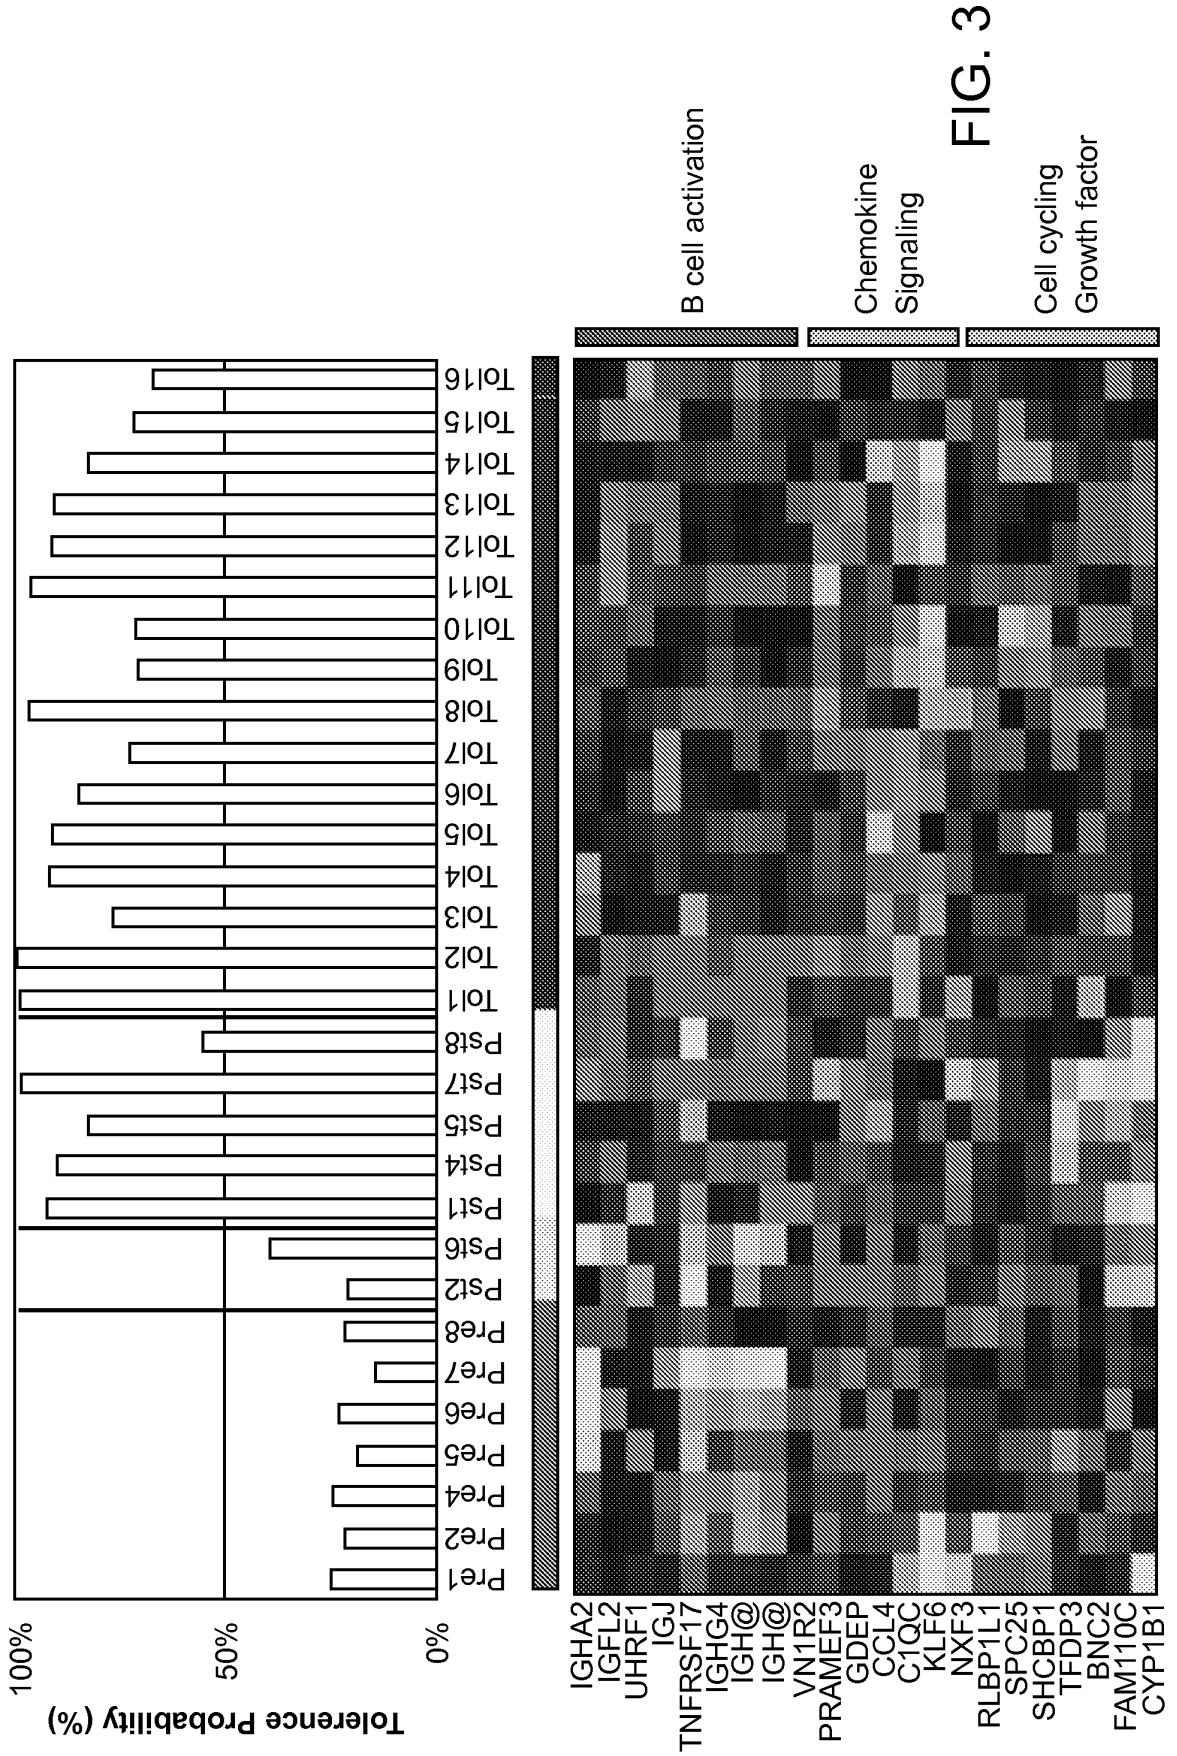 Tolerence Probability (%)
100%
50%
0%
Pre1
Pre2
Pre4
Pre5
Pre6
Pre7
Pre8
Pst2
Pst6
Pst1
Pst4
Pst5
Pst7
Pst8
Tol1
Tol2
Tol3
Tol4
Tol5
Tol6
Tol7
Tol8
Tol9
Tol10
Tol11
Tol12
Tol13
Tol14
Tol15
Tol16
IGHA2
IGFL2
UHRF1
IGJ
TNFRSF17
IGHG4
IGH@
IGH@
VN1R2
PRAMEF3
GDEP
CCL4
C1QC
KLF6
NXF3
RLBP1L1
SPC25
SHCBP1
TFDP3
BNC2
FAM110C
CYP1B1
B cell activation
Chemokine
Signaling
Cell cycling
Growth factor
FIG. 3